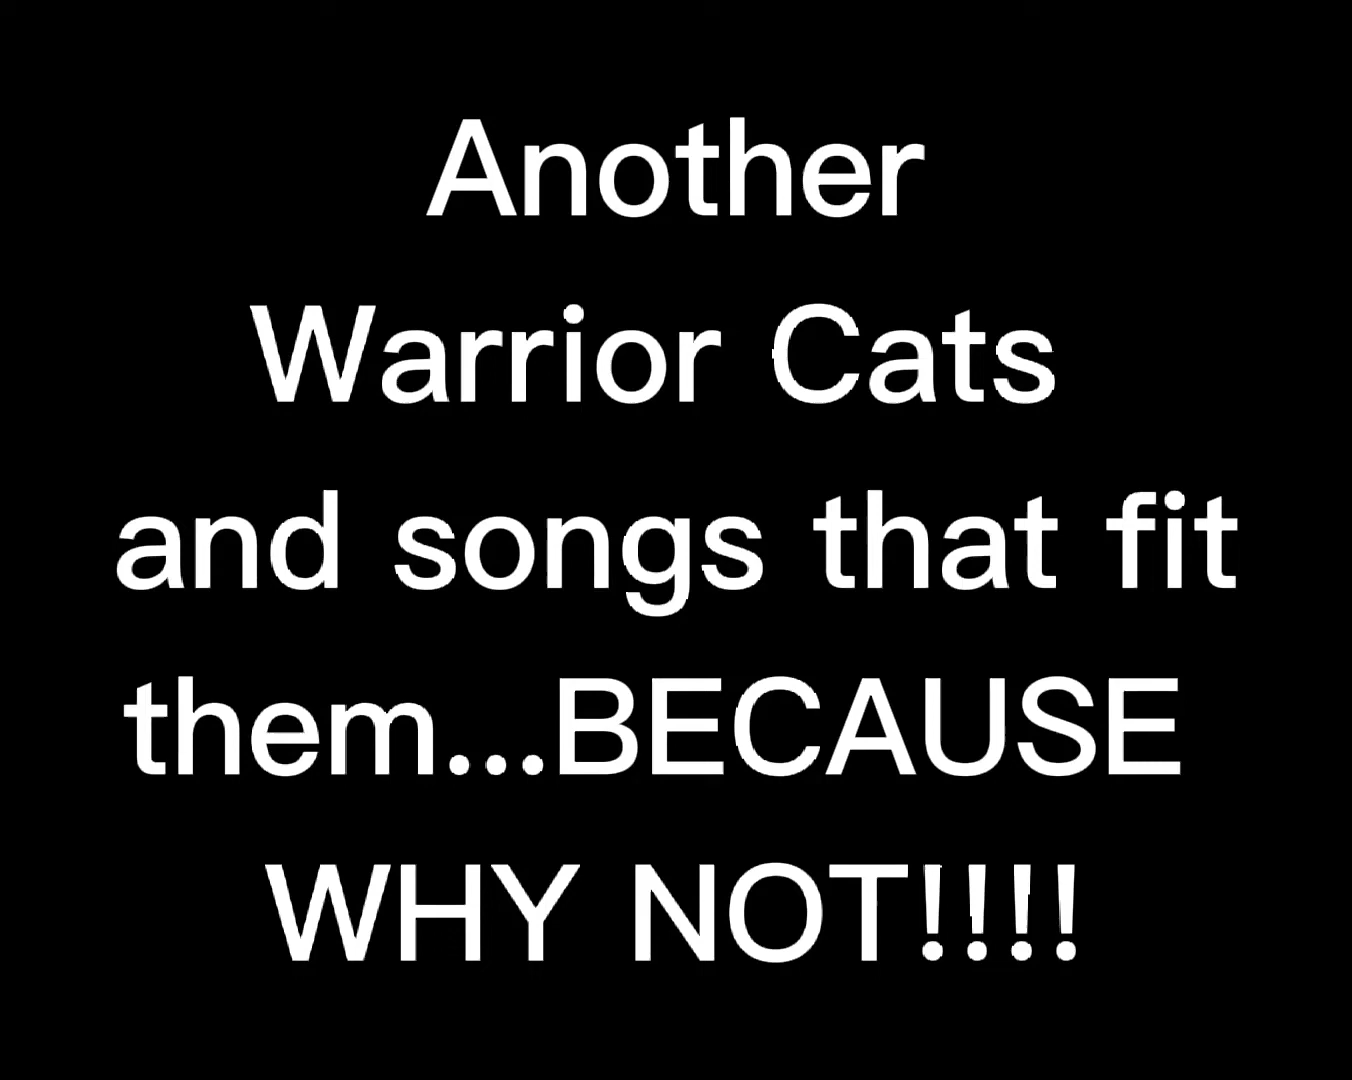 Another
Warrior Cats
and songs that fit
them...BECAUSE
WHY NOT!!!!